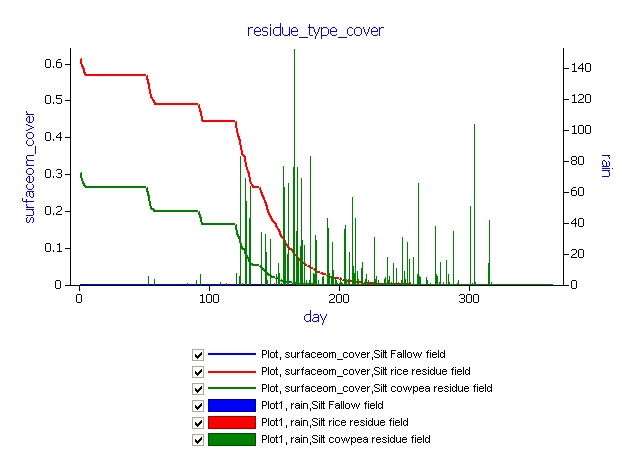 residue_type_cover
0.6
0.5
0.4
0.3
0.2
0.1
0
surfaceom_cover
140
120
100
80
60
40
20
0
rain
0 100 200 300
day
Plot, surfaceom_cover,Silt Fallow field
Plot, surfaceom_cover,Silt rice residue field
Plot, surfaceom_cover,Silt cowpea residue field
Plot1, rain,Silt Fallow field
Plot1, rain,Silt rice residue field
Plot1, rain,Silt cowpea residue field